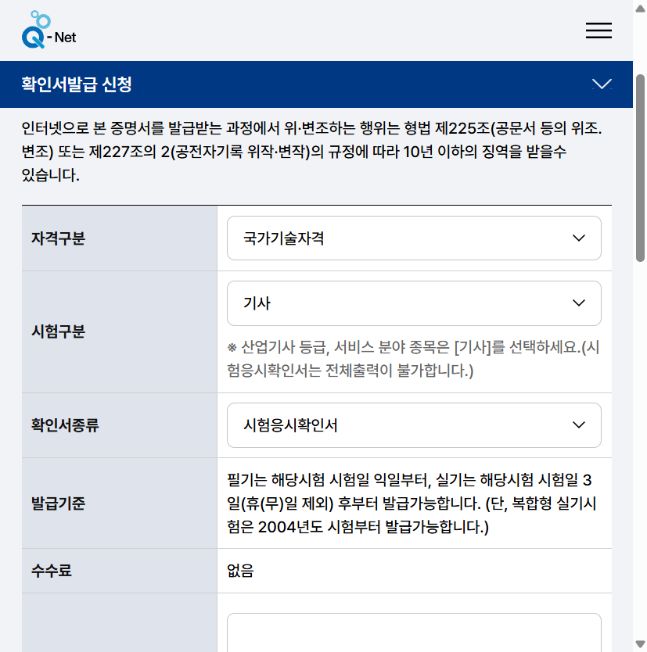 Q-Net
확인서발급 신청
인터넷으로 본 증명서를 발급받는 과정에서 위·변조하는 행위는 형법 제225조(공문서 등의 위조.
변조) 또는 제227조의 2(공전자기록 위작·변작)의 규정에 따라 10년 이하의 징역을 받을수
있습니다.
자격구분
국가기술자격
시험구분
기사
※ 산업기사 등급, 서비스 분야 종목은 [기사]를 선택하세요.(시
험응시확인서는 전체출력이 불가합니다.)
확인서종류
시험응시확인서
발급기준
필기는 해당시험 시험일 익일부터, 실기는 해당시험 시험일 3
일(휴(무)일 제외) 후부터 발급가능합니다. (단, 복합형 실기시
험은 2004년도 시험부터 발급가능합니다.)
수수료
없음